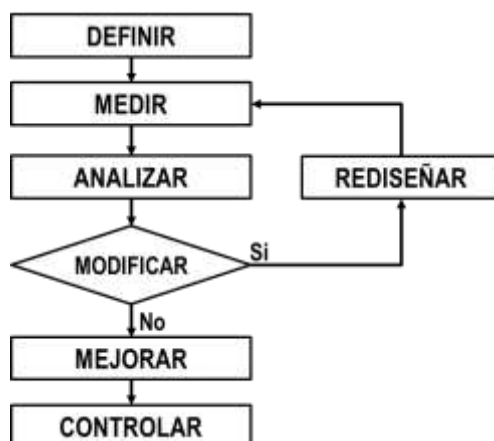 DEFINIR
MEDIR
ANALIZAR
REDISEÑAR
MODIFICAR
Si
No
MEJORAR
CONTROLAR